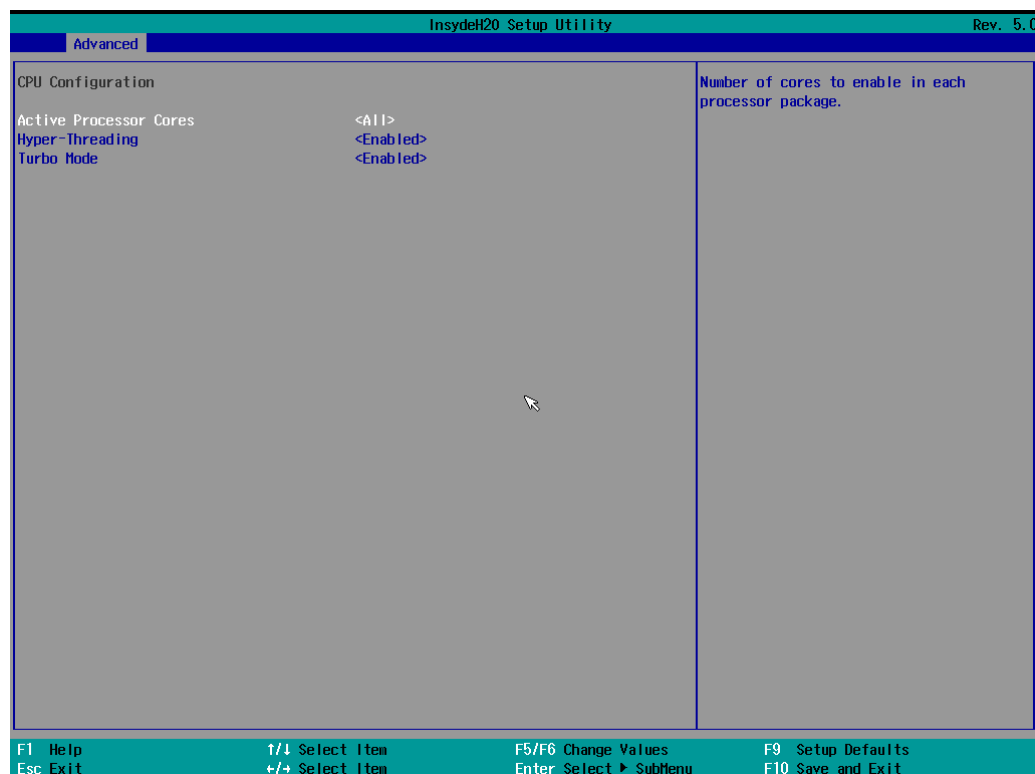 InsydeH20 Setup Utility Rev. 5.0
Advanced
CPU Configuration
Active Processor Cores <All>
Hyper-Threading <Enabled>
Turbo Mode <Enabled>
Number of cores to enable in each
processor package.
F1 Help ↑/↓ Select Item F5/F6 Change Values F9 Setup Defaults
Esc Exit ←/→ Select Item Enter Select ► SubMenu F10 Save and Exit